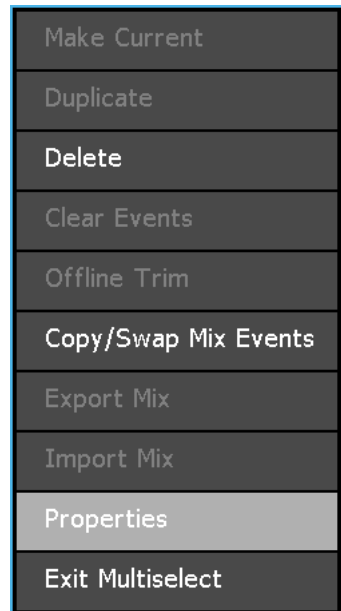 Make Current
Duplicate
Delete
Clear Events
Offline Trim
Copy/Swap Mix Events
Export Mix
Import Mix
Properties
Exit Multiselect